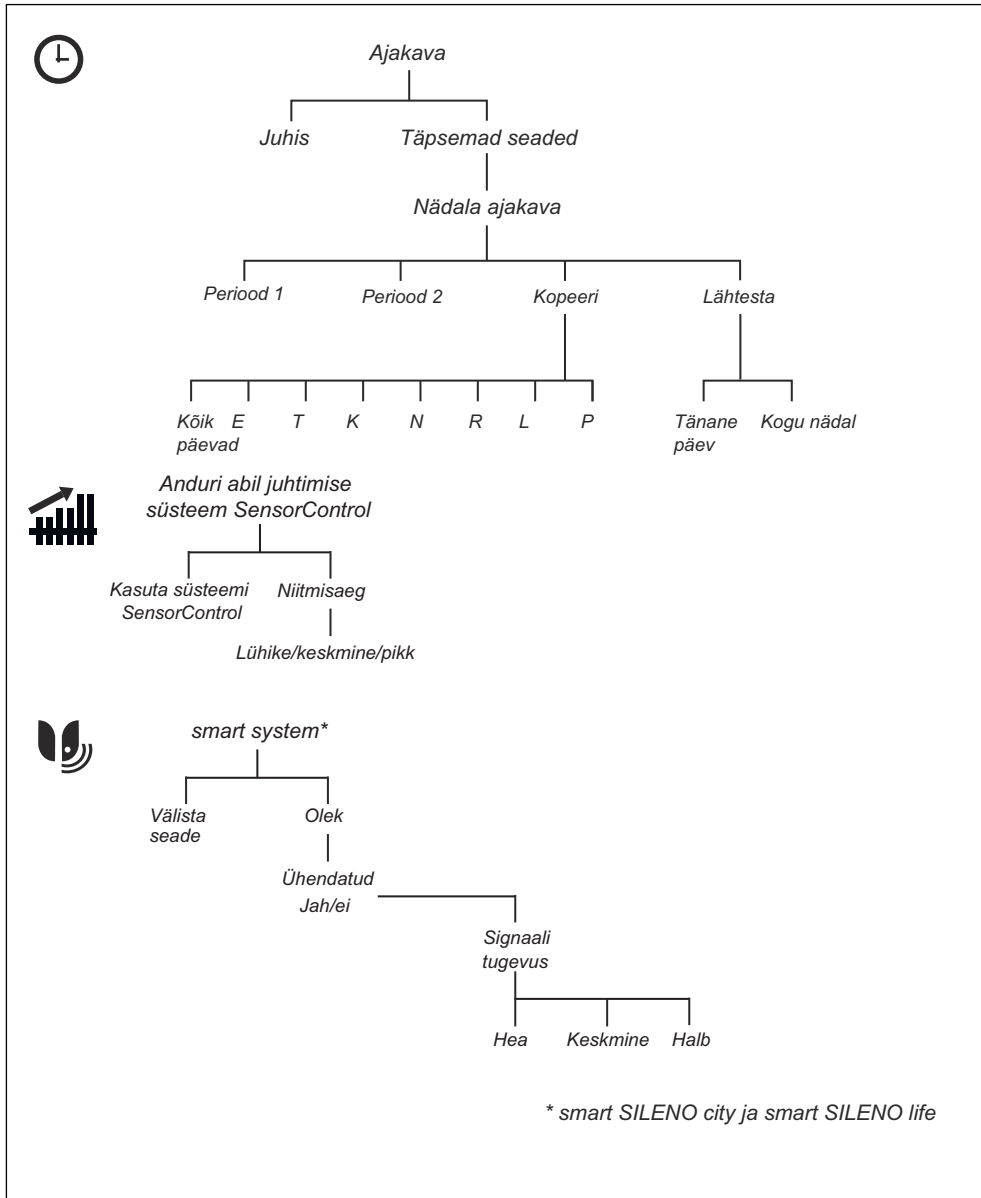 Ajakava
Juhis Täpsemad seaded
Nädala ajakava
Periood 1 Periood 2 Kopeeri Lähtesta
Kõik E T K N R L P Tänane Kogu nädal
päevad päev
Anduri abil juhtimise
süsteem SensorControl
Kasuta süsteemi Niitmisaeg
SensorControl
Lühike/keskmine/pikk
smart system*
Välista Olek
seade
Ühendatud
Jah/ei
Signaali
tugevus
Hea Keskmine Halb
* smart SILENO city ja smart SILENO life